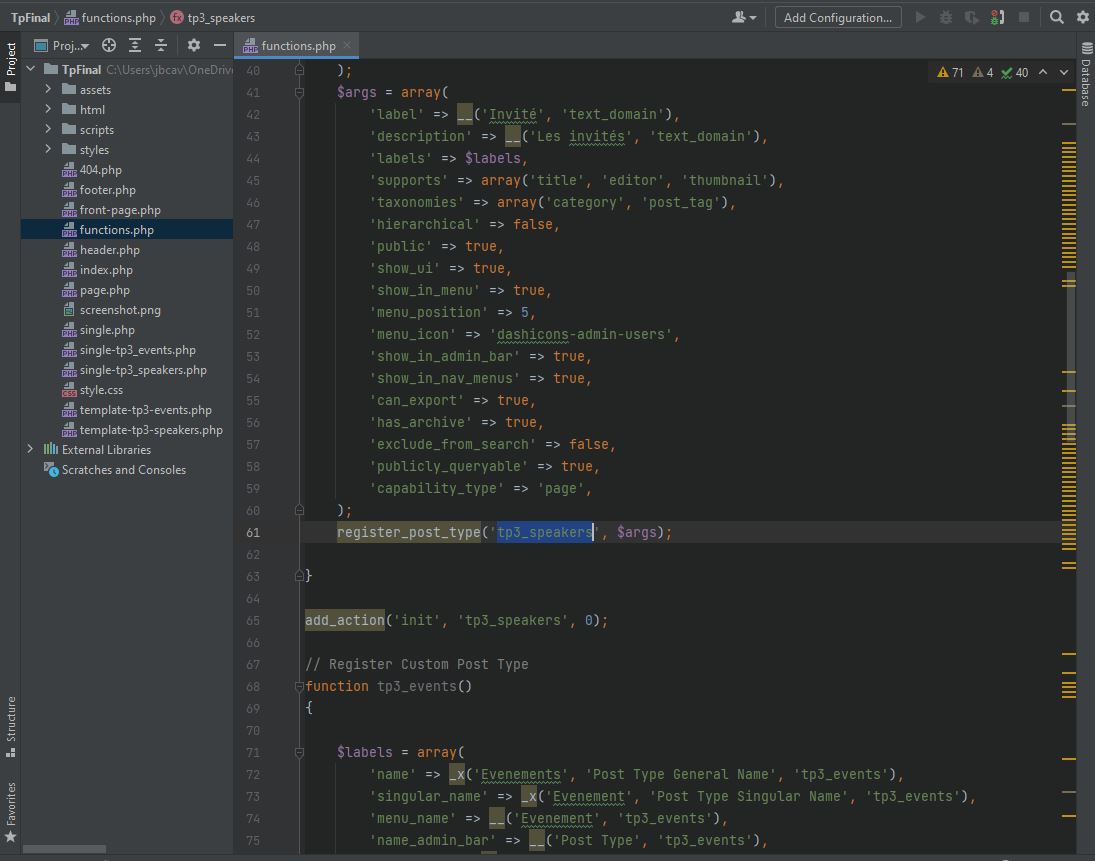 TpFinal functions.php tp3_speakers
Add Configuration...
Project
Proj...
functions.php
TpFinal C:\Users\jbcav\OneDrive
assets
html
scripts
styles
404.php
footer.php
front-page.php
functions.php
header.php
index.php
page.php
screenshot.png
single.php
single-tp3_events.php
single-tp3_speakers.php
style.css
template-tp3-events.php
template-tp3-speakers.php
External Libraries
Scratches and Consoles
Structure
Favorites
71 4 40
Database
40 );
41 $args = array(
42 'label' => __('Invité', 'text_domain'),
43 'description' => __('Les invités', 'text_domain'),
44 'labels' => $labels,
45 'supports' => array('title', 'editor', 'thumbnail'),
46 'taxonomies' => array('category', 'post_tag'),
47 'hierarchical' => false,
48 'public' => true,
49 'show_ui' => true,
50 'show_in_menu' => true,
51 'menu_position' => 5,
52 'menu_icon' => 'dashicons-admin-users',
53 'show_in_admin_bar' => true,
54 'show_in_nav_menus' => true,
55 'can_export' => true,
56 'has_archive' => true,
57 'exclude_from_search' => false,
58 'publicly_queryable' => true,
59 'capability_type' => 'page',
60 );
61 register_post_type('tp3_speakers', $args);
62
63 }
64
65 add_action('init', 'tp3_speakers', 0);
66
67 // Register Custom Post Type
68 function tp3_events()
69 {
70
71 $labels = array(
72 'name' => _x('Evenements', 'Post Type General Name', 'tp3_events'),
73 'singular_name' => _x('Evenement', 'Post Type Singular Name', 'tp3_events'),
74 'menu_name' => __('Evenement', 'tp3_events'),
75 'name_admin_bar' => __('Post Type', 'tp3_events'),